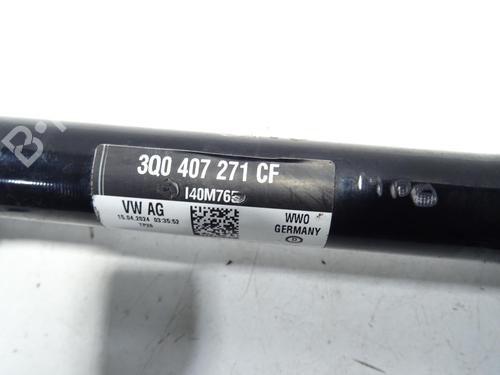 3Q0 407 271 CF
I40M765
VW AG
15.04.2024 03:35:52
TP28
WWO
GERMANY